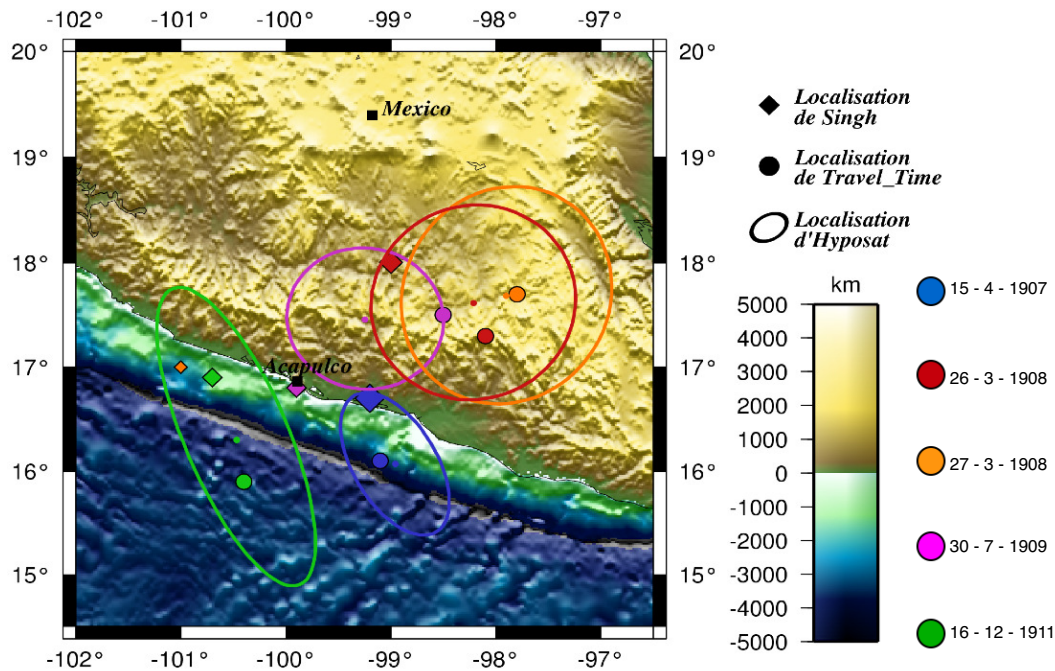 -102° -101° -100° -99° -98° -97°
20° 20°
Mexico
19° 19°
18° 18°
17° 17°
Acapulco
16° 16°
15° 15°
-102° -101° -100° -99° -98° -97°
Localisation
de Singh
Localisation
de Travel_Time
Localisation
d'Hyposat
km
5000
4000
3000
2000
1000
0
-1000
-2000
-3000
-4000
-5000
15 - 4 - 1907
26 - 3 - 1908
27 - 3 - 1908
30 - 7 - 1909
16 - 12 - 1911